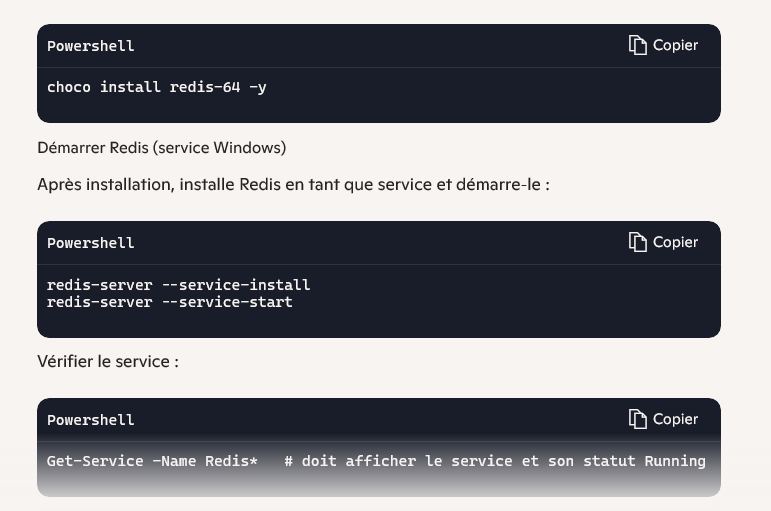 Powershell
Copier
choco install redis-64 -y
Démarrer Redis (service Windows)
Après installation, installe Redis en tant que service et démarre-le :
Powershell
Copier
redis-server --service-install
redis-server --service-start
Vérifier le service :
Powershell
Copier
Get-Service -Name Redis*   # doit afficher le service et son statut Running